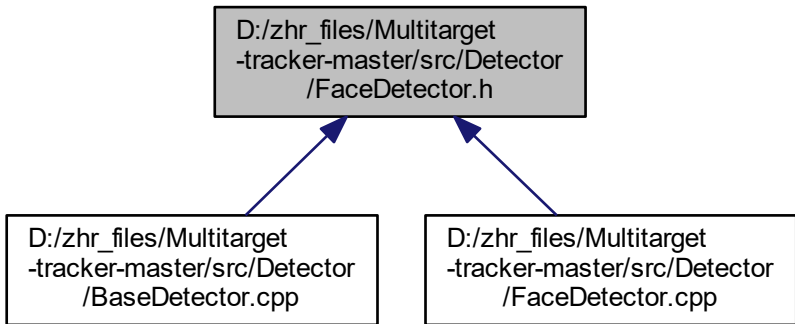 D:/zhr_files/Multitarget
-tracker-master/src/Detector
/FaceDetector.h
D:/zhr_files/Multitarget
-tracker-master/src/Detector
/BaseDetector.cpp
D:/zhr_files/Multitarget
-tracker-master/src/Detector
/FaceDetector.cpp